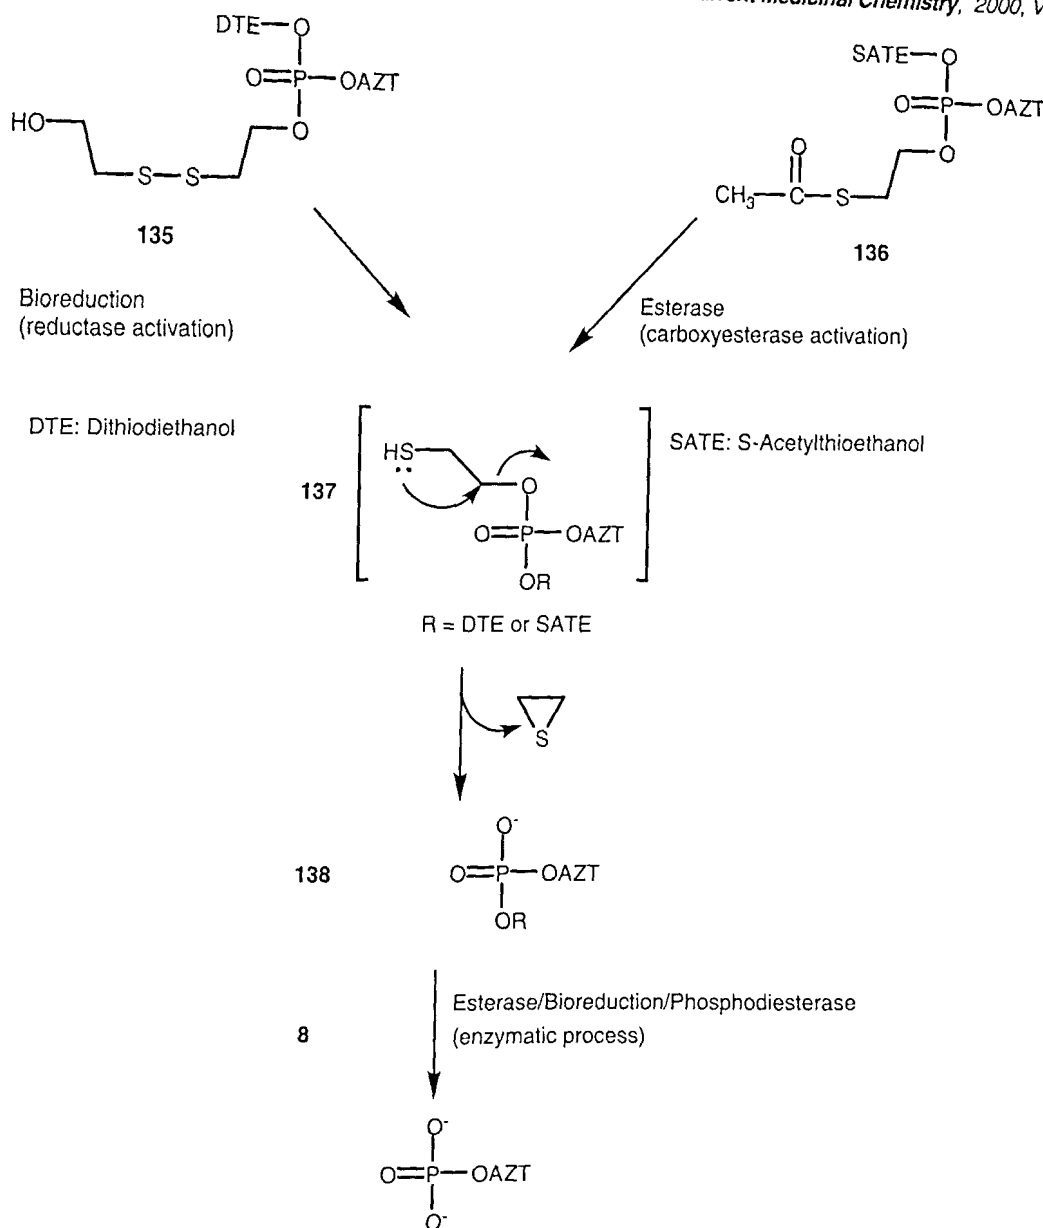 Medicinal Chemistry, 2000, V
DTE—O
O=P—OAZT
HO
O
S—S
135
SATE—O
O=P—OAZT
O
O
CH3—C—S
136
Bioreduction
(reductase activation)
Esterase
(carboxyesterase activation)
DTE: Dithiodiethanol
SATE: S-Acetylthioethanol
137
HS
O
O=P—OAZT
OR
R = DTE or SATE
S
138
O-
O=P—OAZT
OR
Esterase/Bioreduction/Phosphodiesterase
(enzymatic process)
8
O-
O=P—OAZT
O-